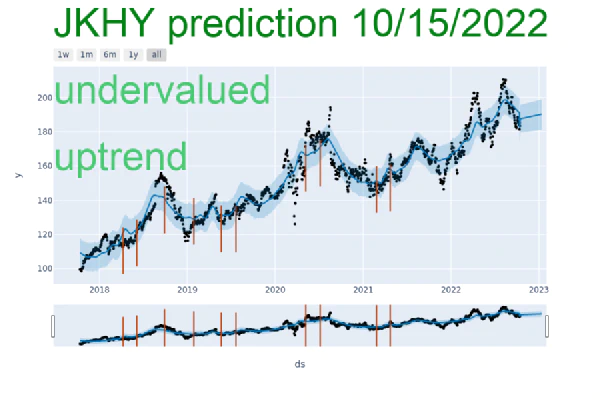 JKHY prediction 10/15/2022
1w 1m 6m 1y all
undervalued
uptrend
200
180
160
140
120
100
y
2018 2019 2020 2021 2022 2023
ds